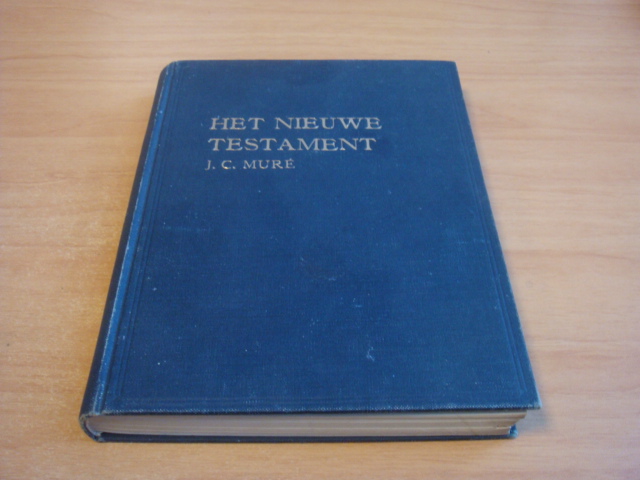 HET NIEUWE
TESTAMENT
J. C. MURÉ